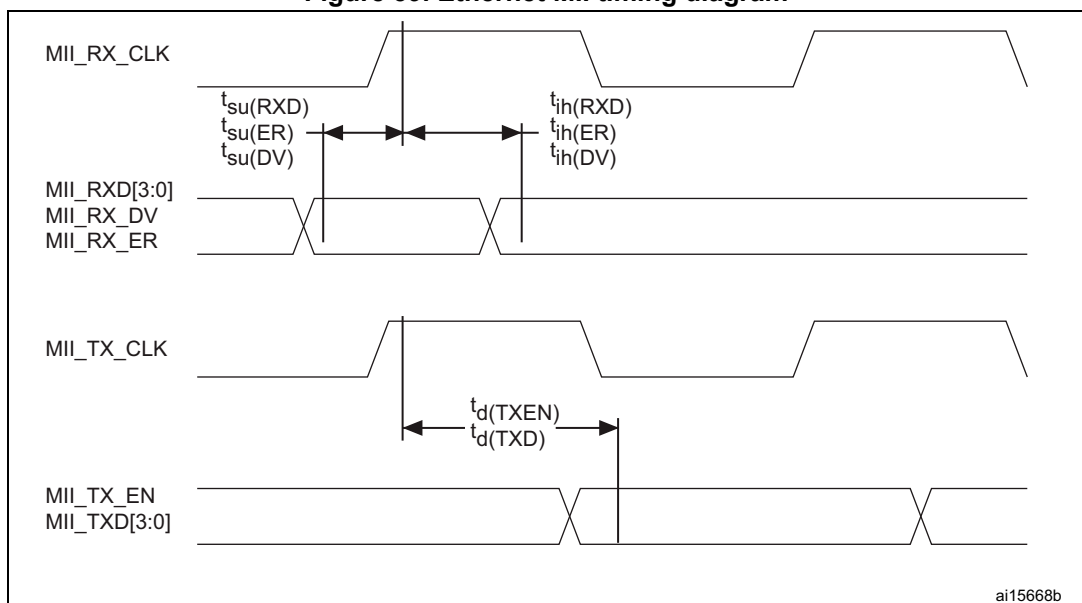 MII_RX_CLK
tsu(RXD)
tsu(ER)
tsu(DV)
tih(RXD)
tih(ER)
tih(DV)
MII_RXD[3:0]
MII_RX_DV
MII_RX_ER
MII_TX_CLK
td(TXEN)
td(TXD)
MII_TX_EN
MII_TXD[3:0]
ai15668b